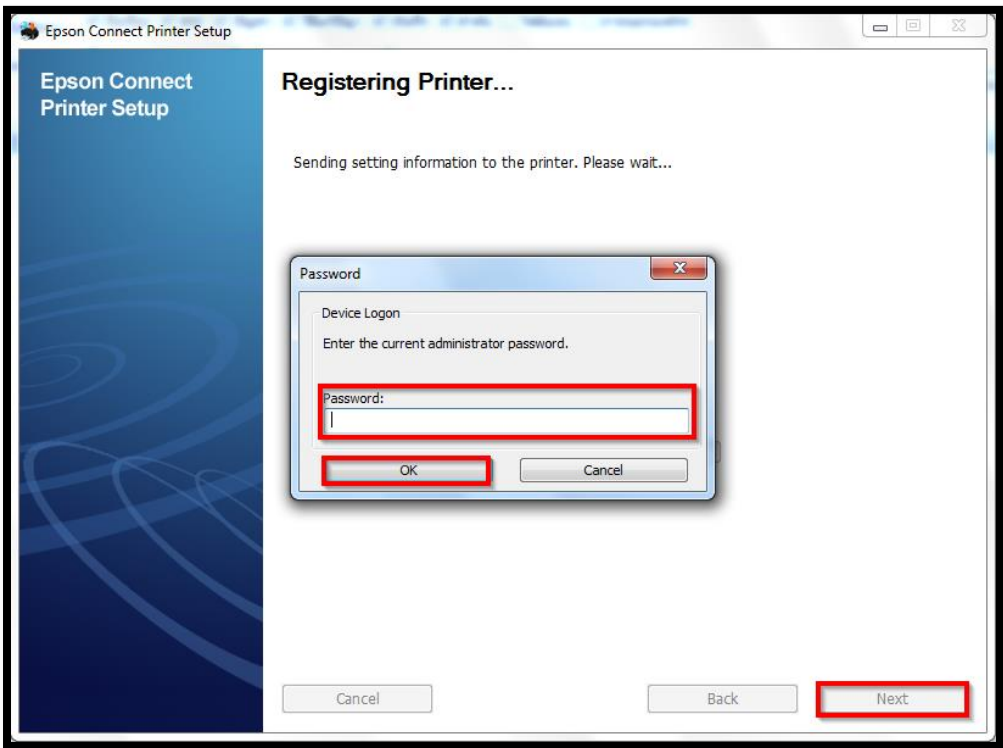 Epson Connect Printer Setup
Epson Connect
Printer Setup
Registering Printer...
Sending setting information to the printer. Please wait...
Password
Device Logon
Enter the current administrator password.
Password:
OK
Cancel
Cancel
Back
Next